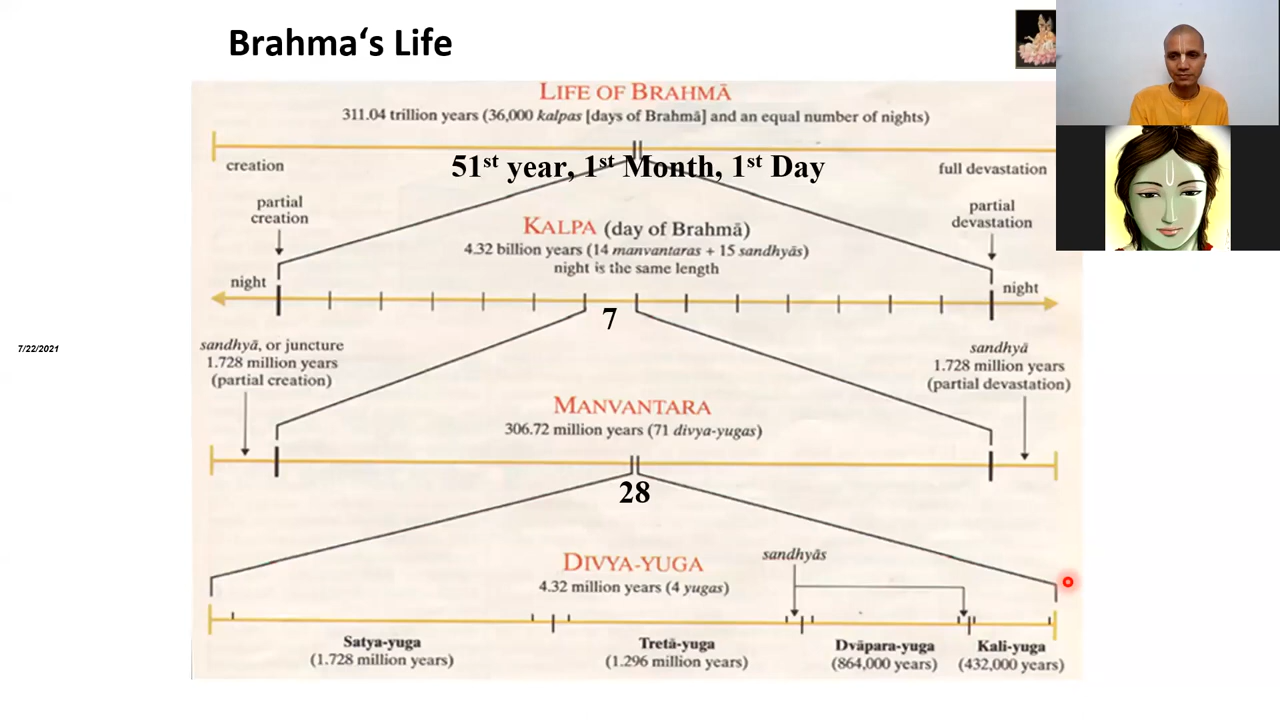 Brahma‘s Life
LIFE OF BRAHMĀ
311.04 trillion years (36,000 kalpas [days of Brahmā] and an equal number of nights)
creation
51st year, 1st Month, 1st Day
full devastation
partial
creation
KALPA (day of Brahmā)
4.32 billion years (14 manvantaras + 15 sandhyās)
night is the same length
partial
devastation
night
night
7
7/22/2021
sandhyā, or juncture
1.728 million years
(partial creation)
sandhyā
1.728 million years
(partial devastation)
MANVANTARA
306.72 million years (71 divya-yugas)
28
DIVYA-YUGA
4.32 million years (4 yugas)
sandhyās
Satya-yuga
(1.728 million years)
Tretā-yuga
(1.296 million years)
Dvāpara-yuga
(864,000 years)
Kali-yuga
(432,000 years)